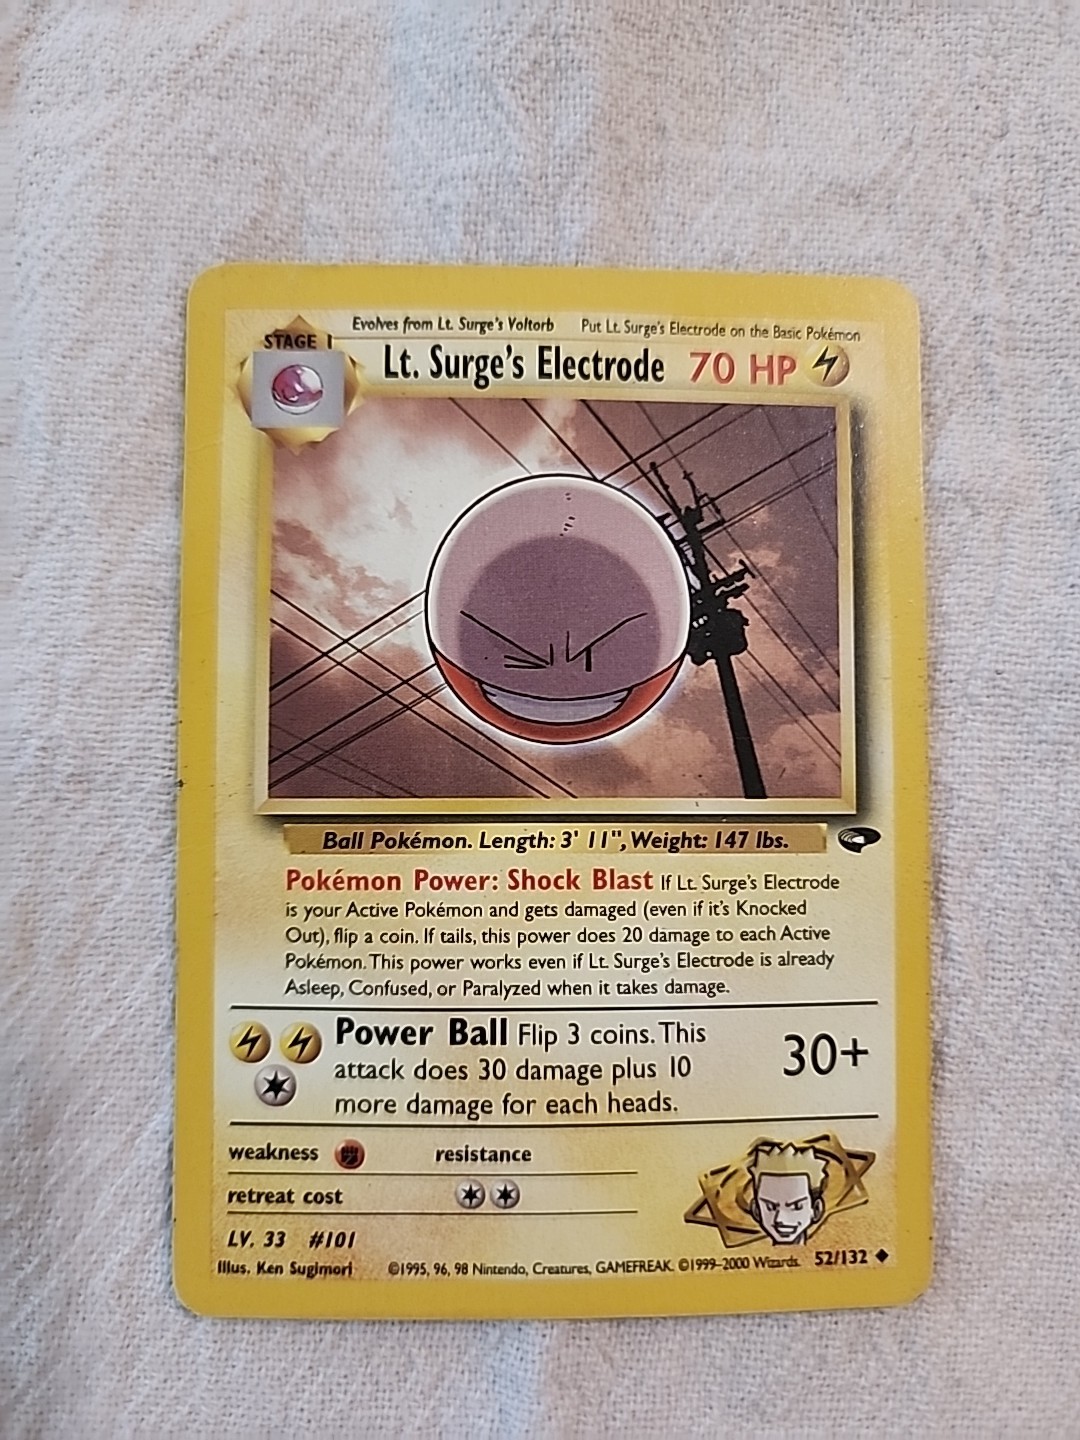 Evolves from Lt. Surge's Voltorb Put Lt. Surge's Electrode on the Basic Pokémon
STAGE 1
Lt. Surge's Electrode 70 HP
Ball Pokémon. Length: 3' 11", Weight: 147 lbs.
Pokémon Power: Shock Blast If Lt. Surge's Electrode
is your Active Pokémon and gets damaged (even if it's Knocked
Out), flip a coin. If tails, this power does 20 damage to each Active
Pokémon. This power works even if Lt. Surge's Electrode is already
Asleep, Confused, or Paralyzed when it takes damage.
Power Ball Flip 3 coins. This
attack does 30 damage plus 10
more damage for each heads.
30+
weakness resistance
retreat cost
LV. 33 #101
Illus. Ken Sugimori ©1995, 96, 98 Nintendo, Creatures, GAMEFREAK. ©1999-2000 Wizards. 52/132